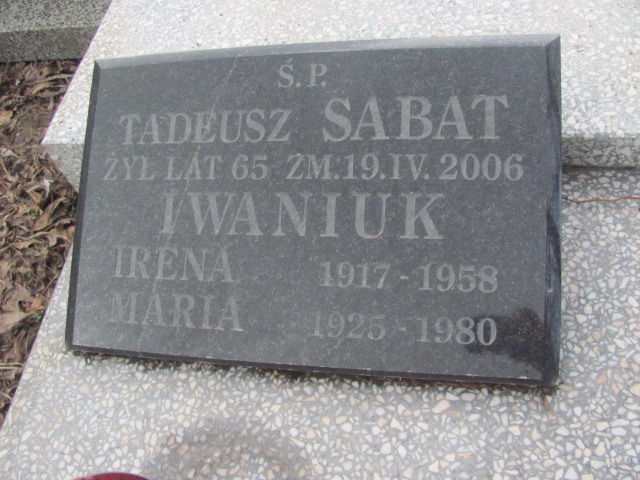 Ś.P.
TADEUSZ SABAT
ŻYŁ LAT 65 ZM.19.IV.2006
IWANIUK
IRENA 1917-1958
MARIA 1925-1980